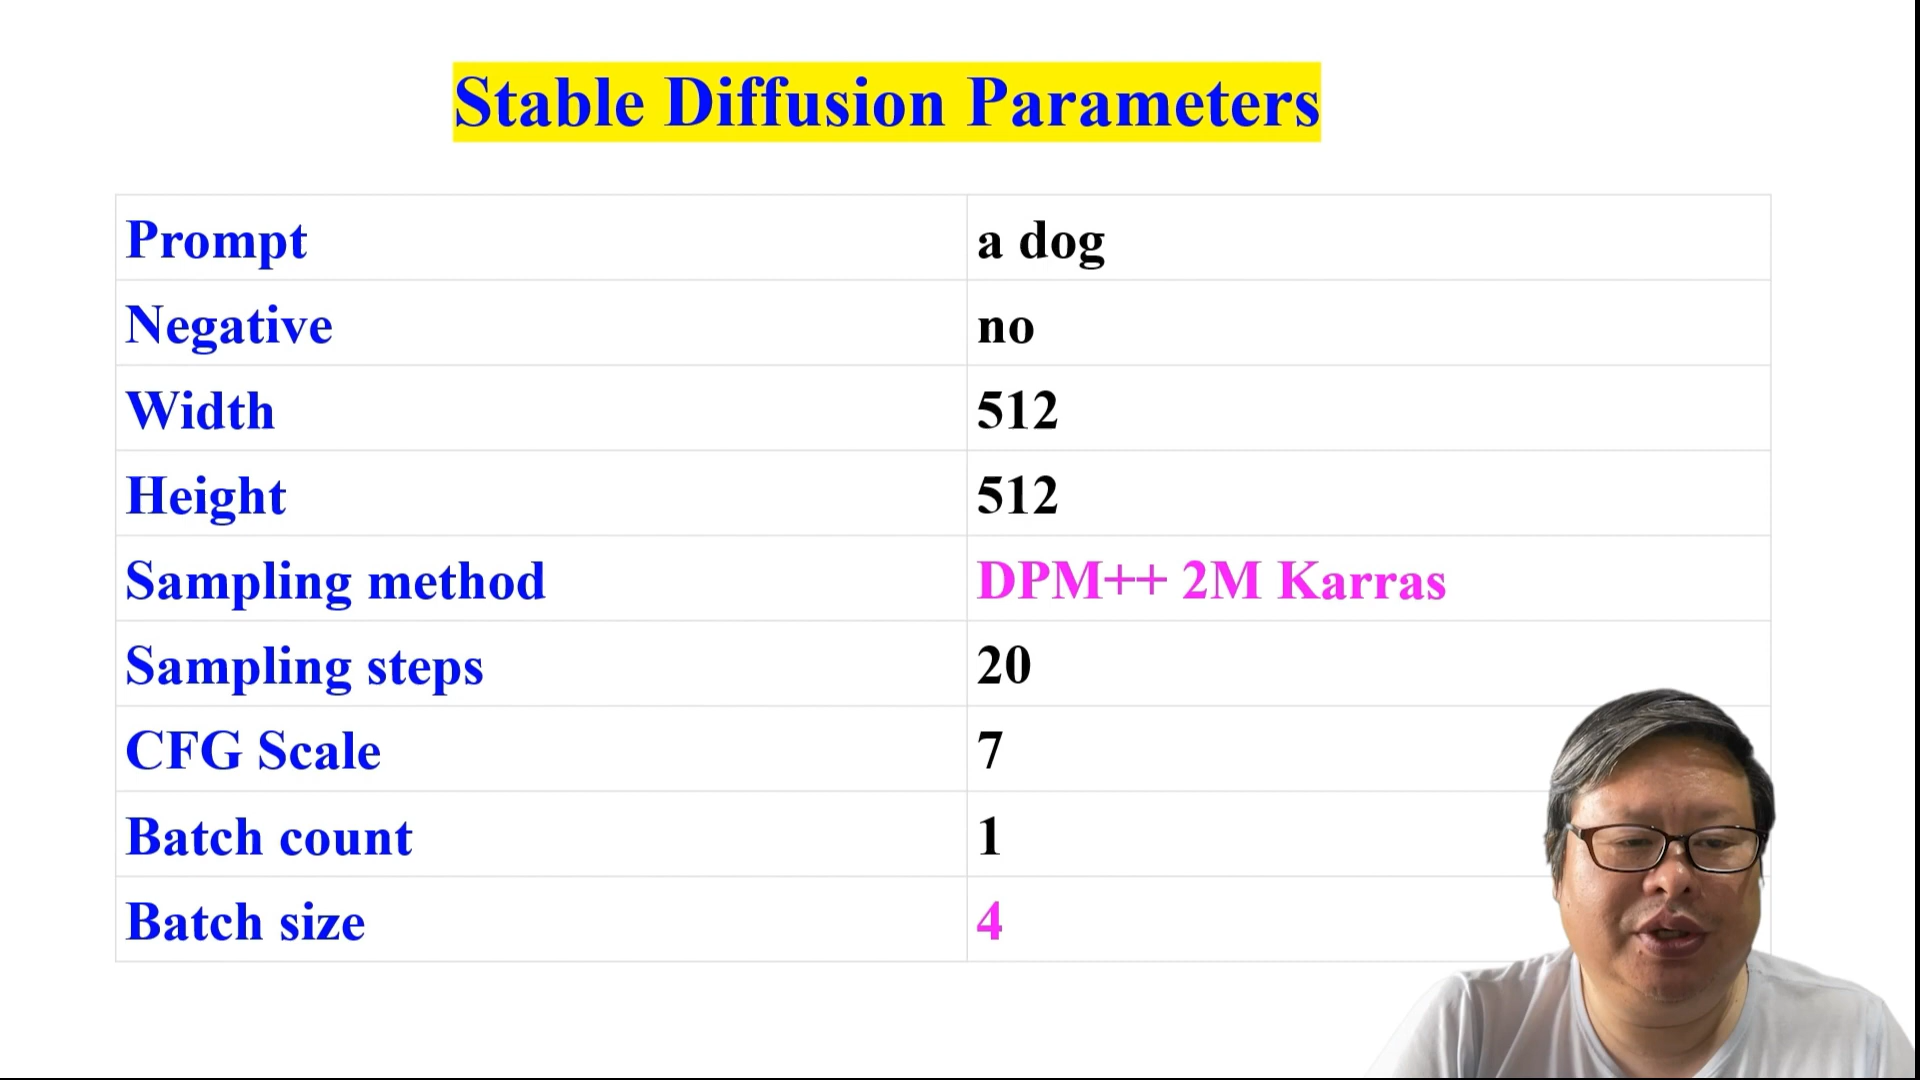 Stable Diffusion Parameters
Prompt a dog
Negative no
Width 512
Height 512
Sampling method DPM++ 2M Karras
Sampling steps 20
CFG Scale 7
Batch count 1
Batch size 4